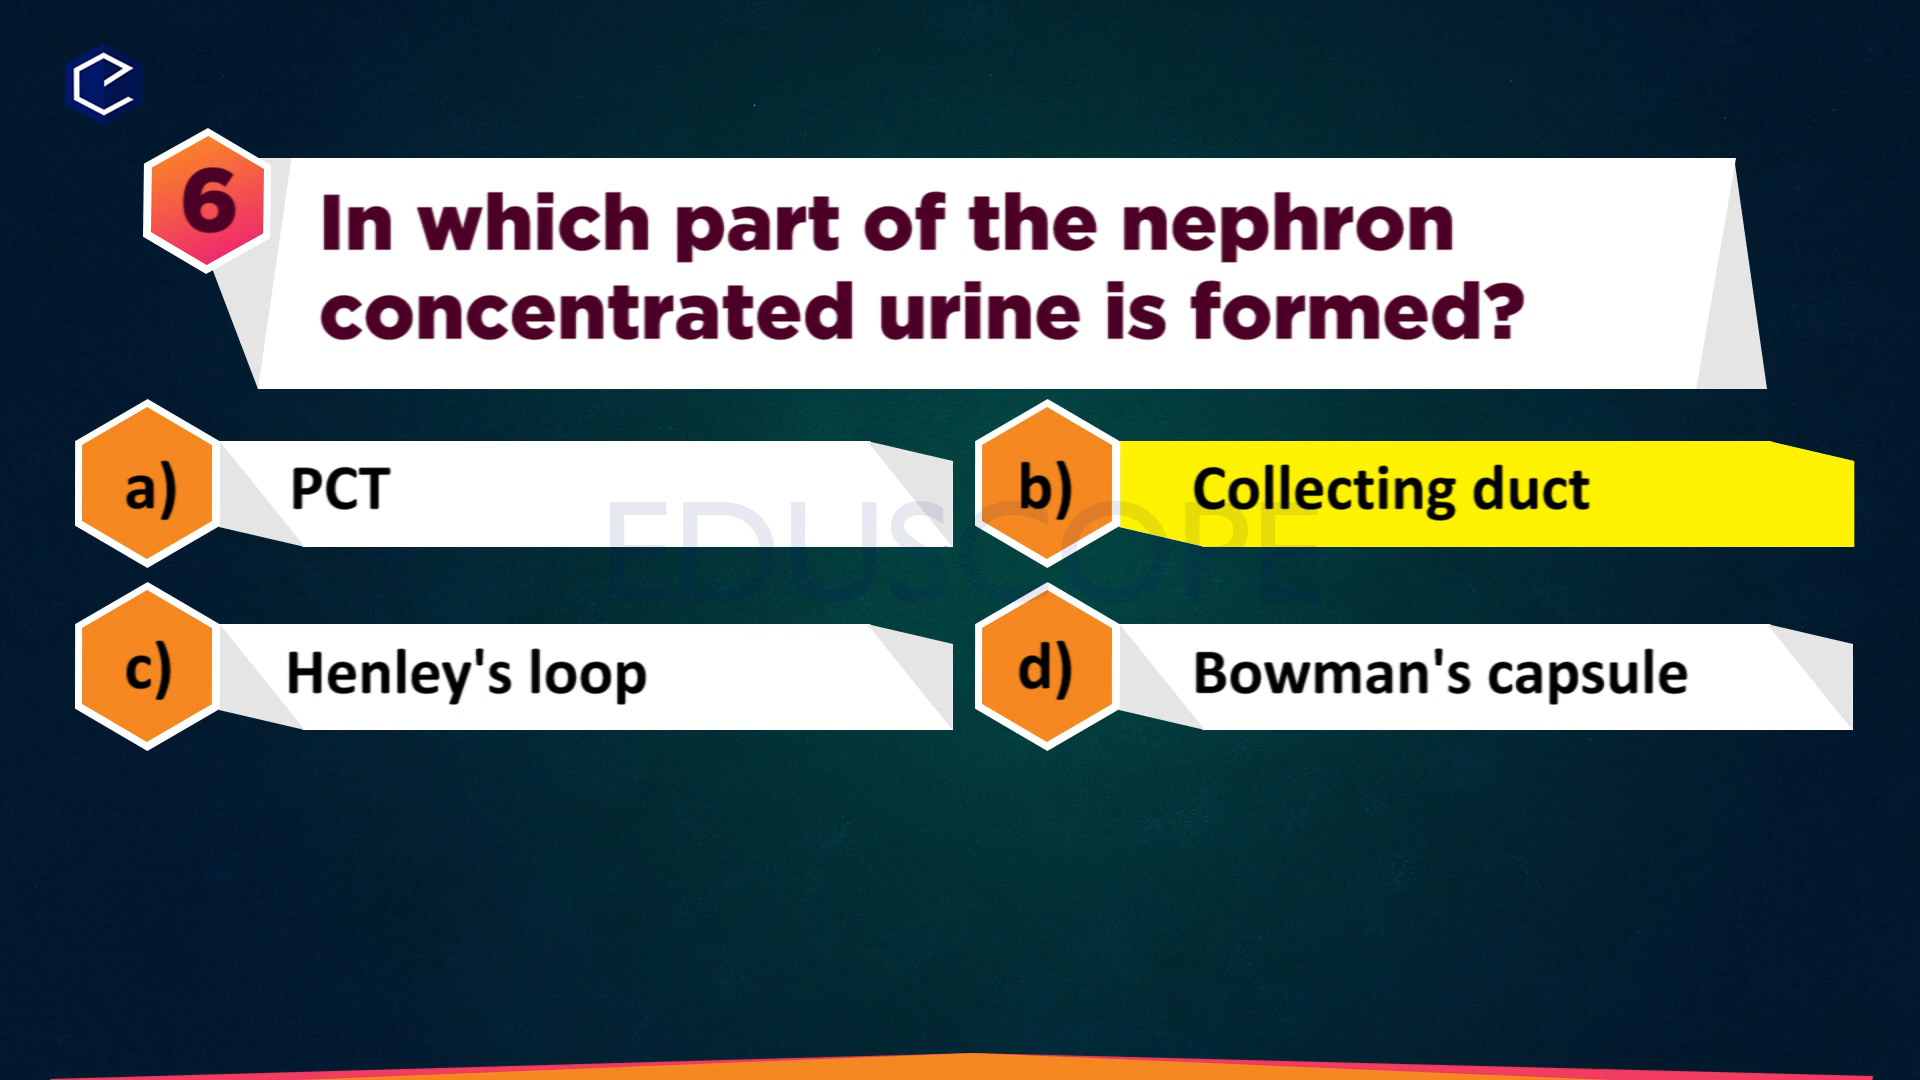 6
In which part of the nephron
concentrated urine is formed?
a) PCT
b) Collecting duct
c) Henley's loop
d) Bowman's capsule
EDUSCOPE